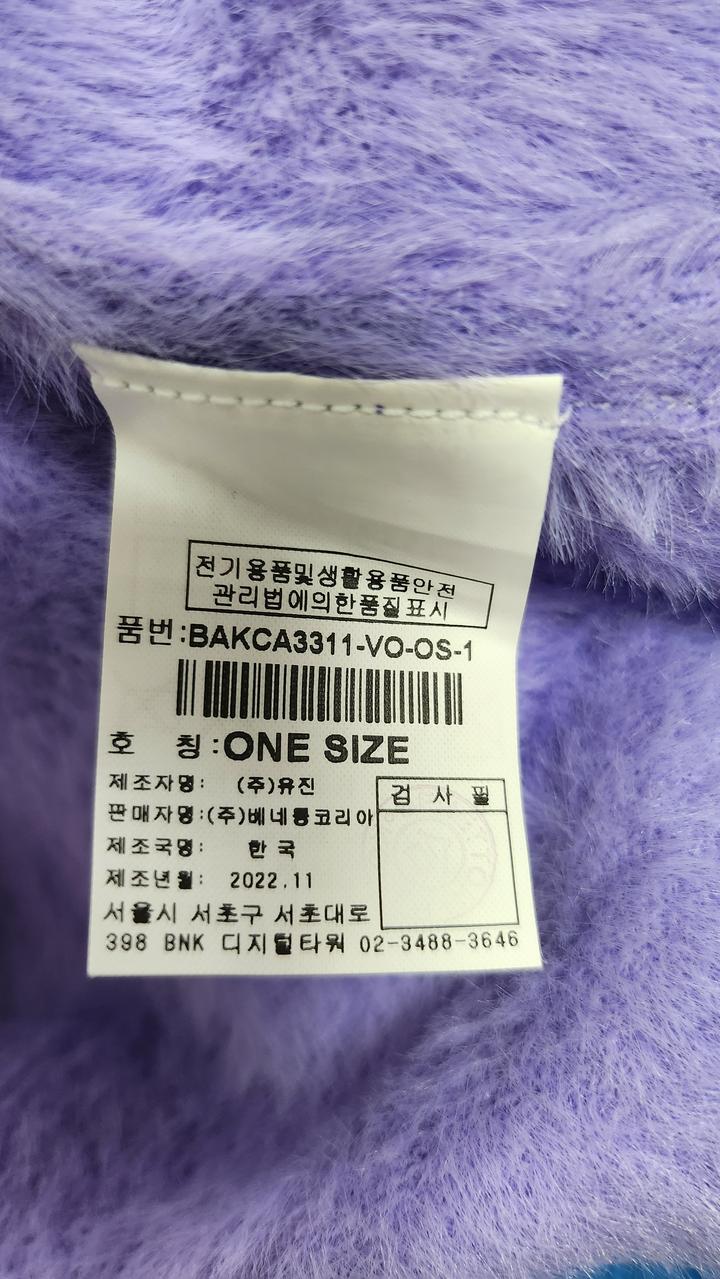 전기용품및생활용품안전
관리법에의한품질표시
품번:BAKCA3311-VO-OS-1
호 칭:ONE SIZE
제조자명: (주)유진
판매자명:(주)베네통코리아
제조국명: 한국
제조년월: 2022.11
검 사 필
서울시 서초구 서초대로
398 BNK 디지털타워 02-3488-3646